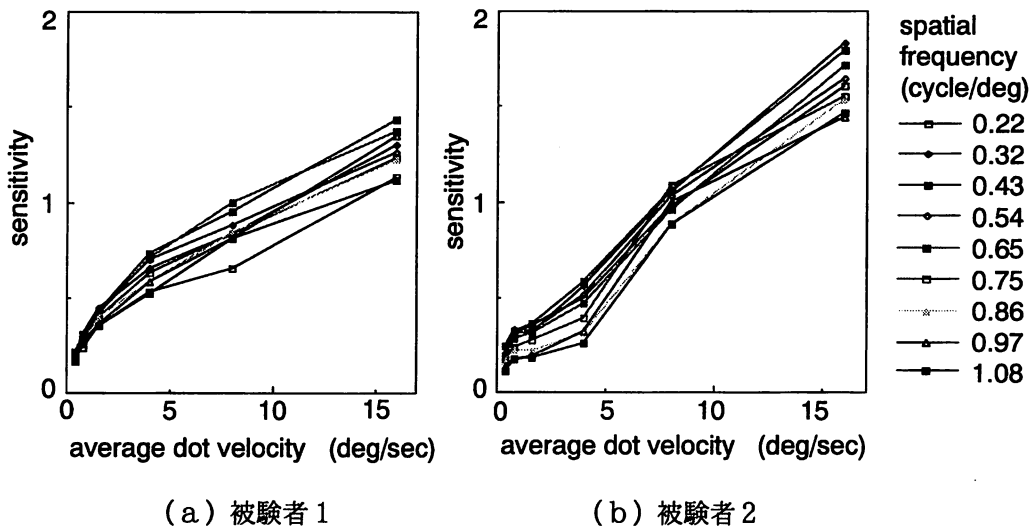 2
1
0
sensitivity
0 5 10 15
average dot velocity (deg/sec)
(a) 被験者1
2
1
0
sensitivity
0 5 10 15
average dot velocity (deg/sec)
(b) 被験者2
spatial
frequency
(cycle/deg)
0.22
0.32
0.43
0.54
0.65
0.75
0.86
0.97
1.08